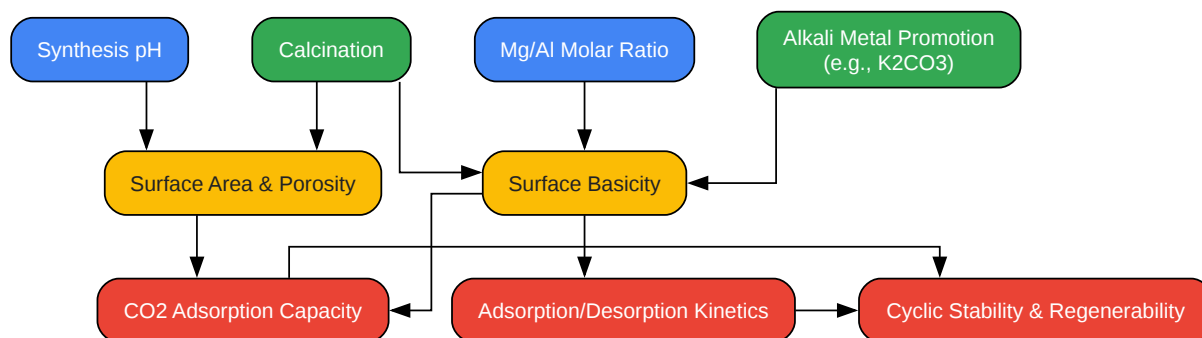 Synthesis pH
Calcination
Mg/Al Molar Ratio
Alkali Metal Promotion
(e.g., K2CO3)
Surface Area & Porosity
Surface Basicity
CO2 Adsorption Capacity
Adsorption/Desorption Kinetics
Cyclic Stability & Regenerability